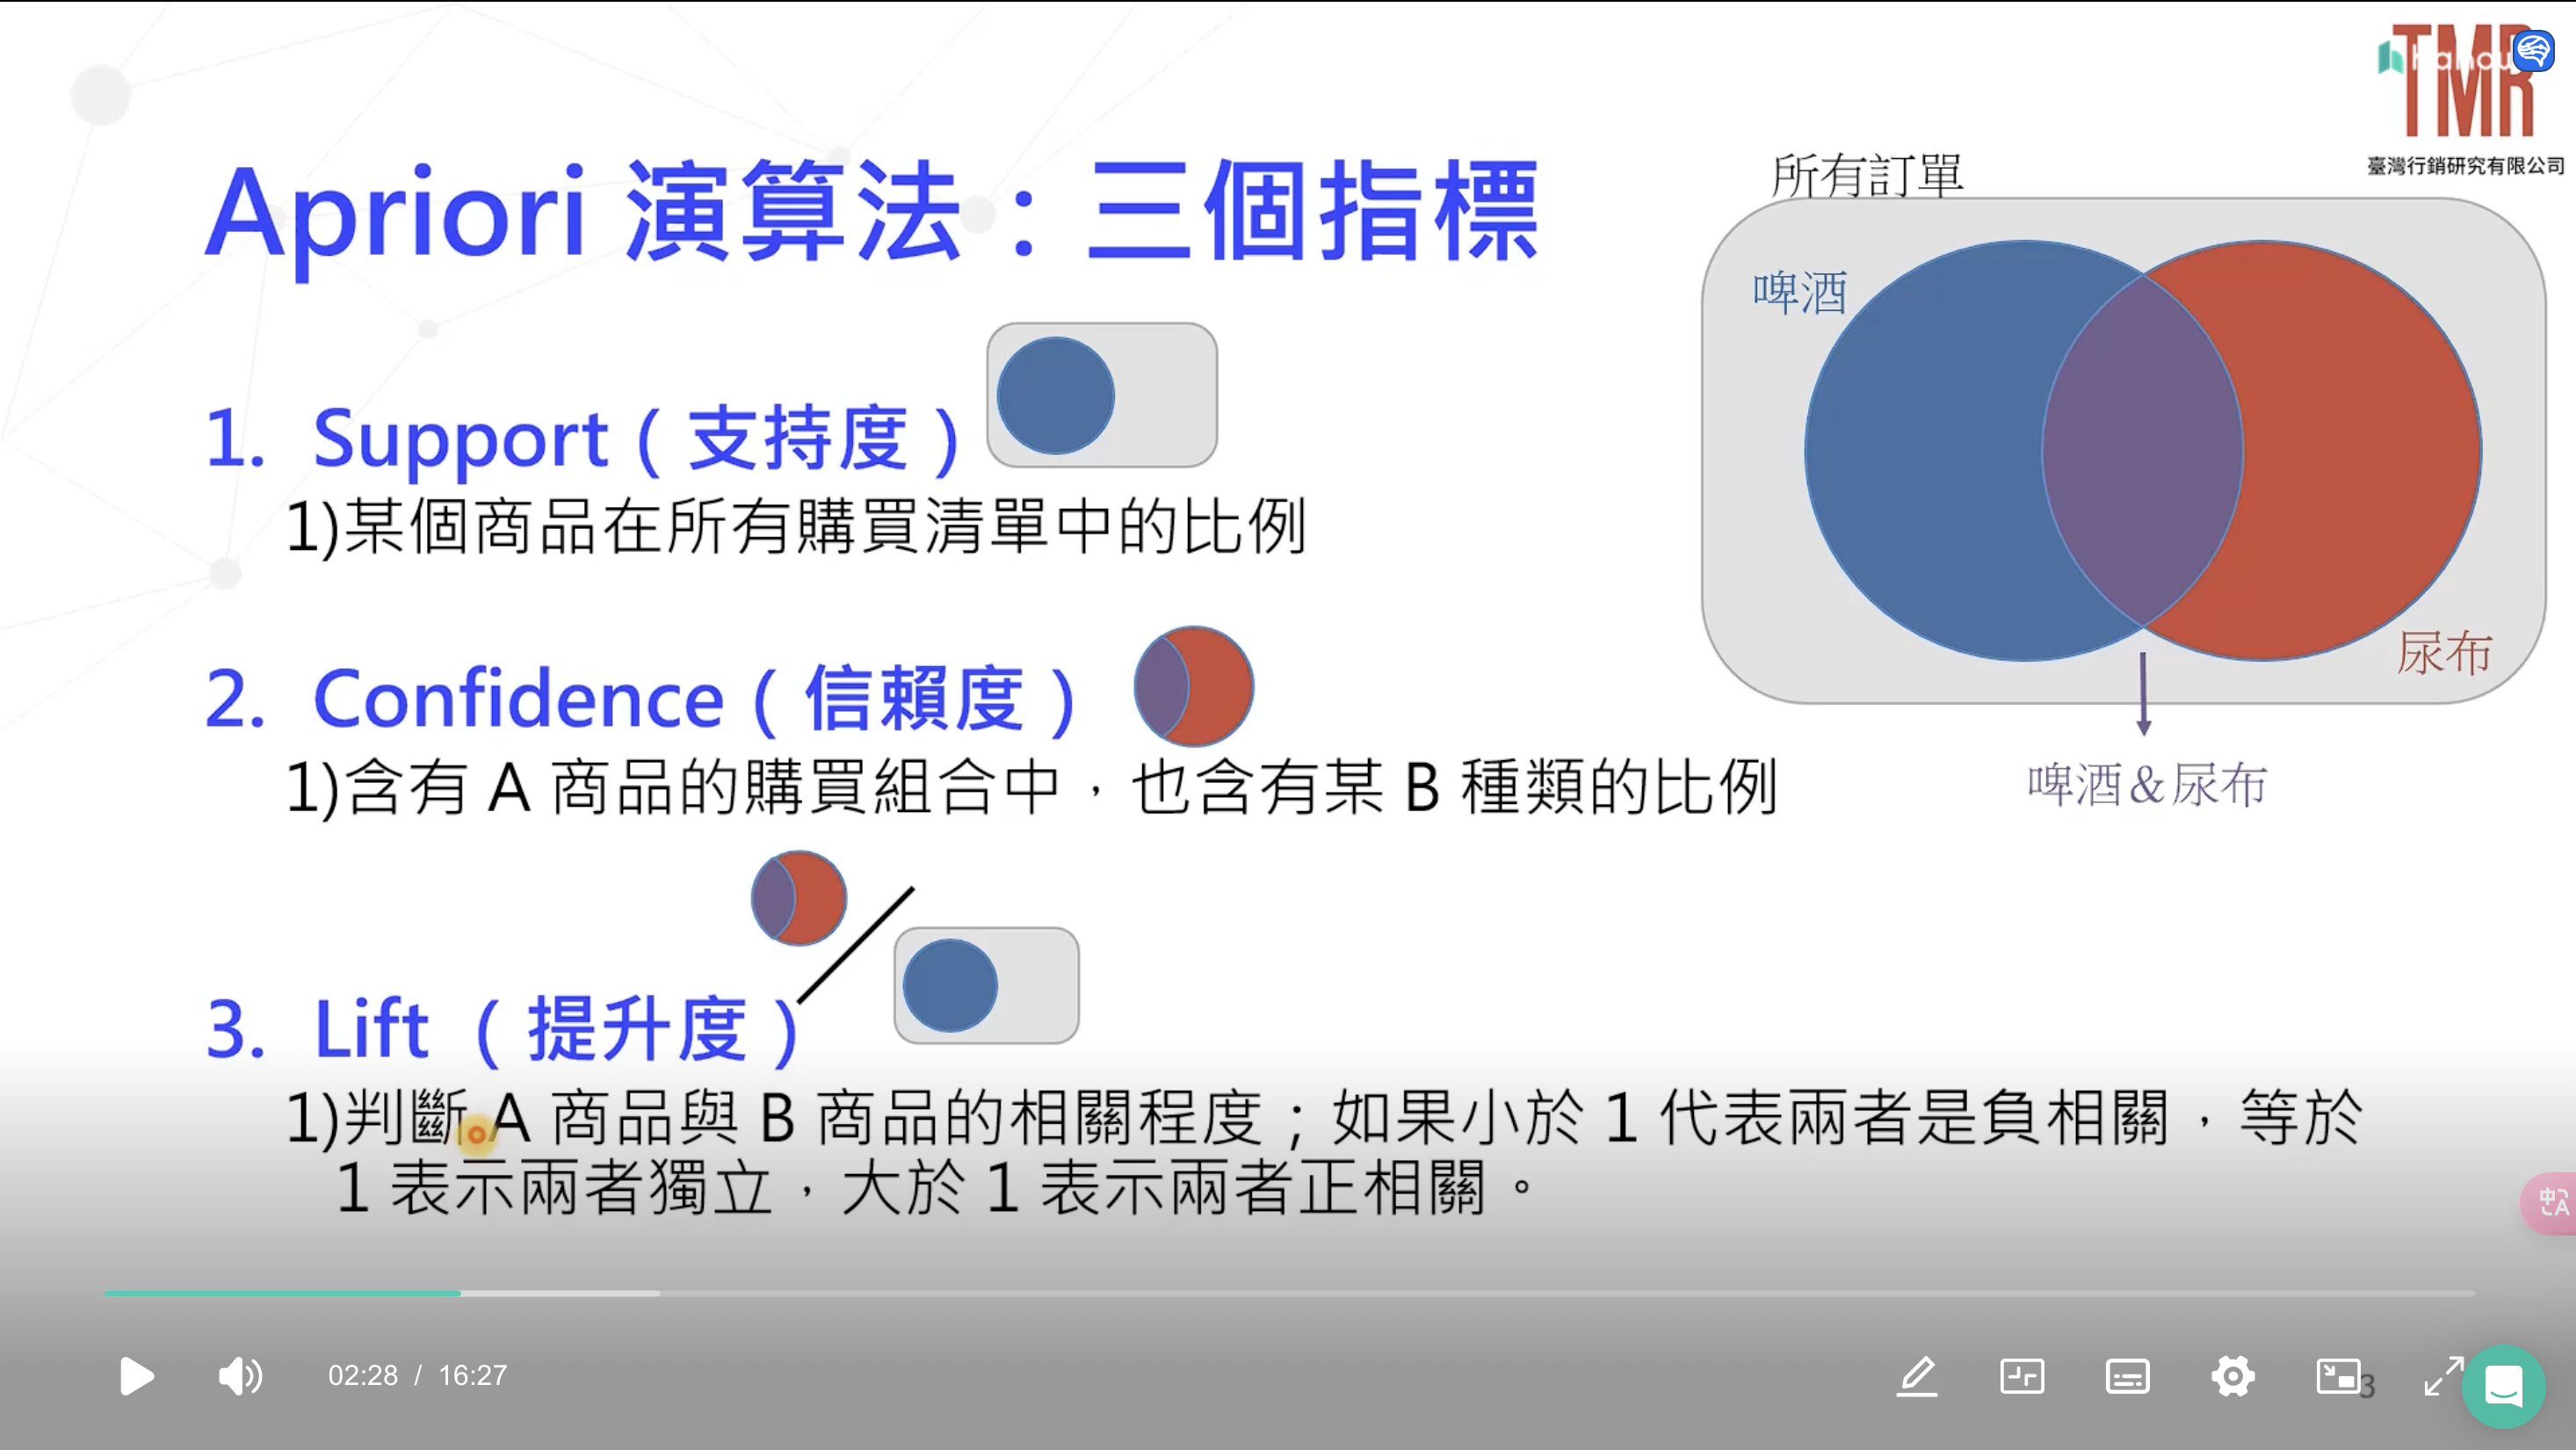 TMR
臺灣行銷研究有限公司
Apriori 演算法：三個指標
所有訂單
啤酒
尿布
啤酒＆尿布
1. Support（支持度）
1)某個商品在所有購買清單中的比例
2. Confidence（信賴度）
1)含有 A 商品的購買組合中，也含有某 B 種類的比例
3. Lift （提升度）
1)判斷 A 商品與 B 商品的相關程度；如果小於 1 代表兩者是負相關，等於
1 表示兩者獨立，大於 1 表示兩者正相關。
02:28 / 16:27
3
中A